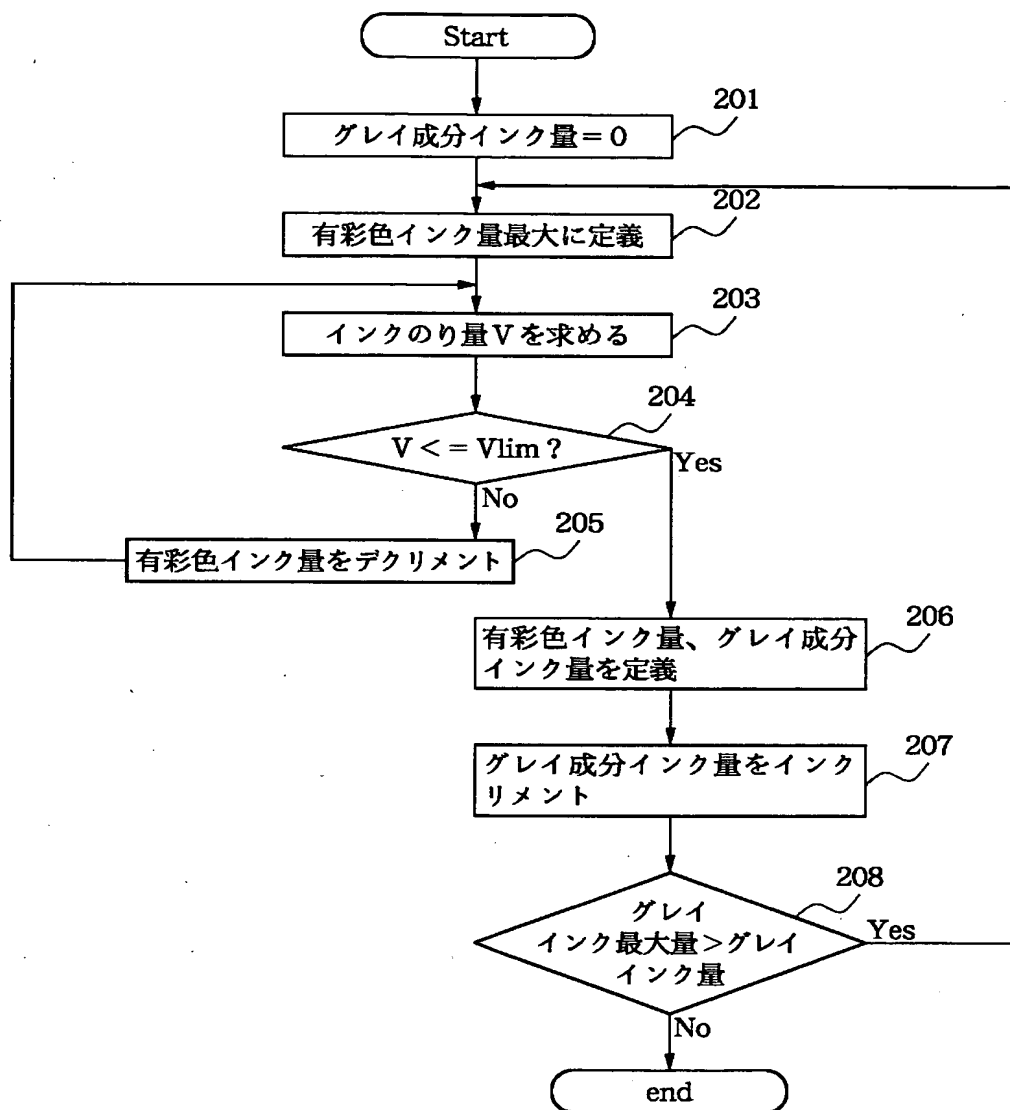 Start
201
グレイ成分インク量＝0
202
有彩色インク量最大に定義
203
インクのり量Vを求める
204
V <= Vlim ?
Yes
No
205
有彩色インク量をデクリメント
206
有彩色インク量、グレイ成分
インク量を定義
207
グレイ成分インク量をインク
リメント
208
グレイ
インク最大量＞グレイ
インク量
Yes
No
end